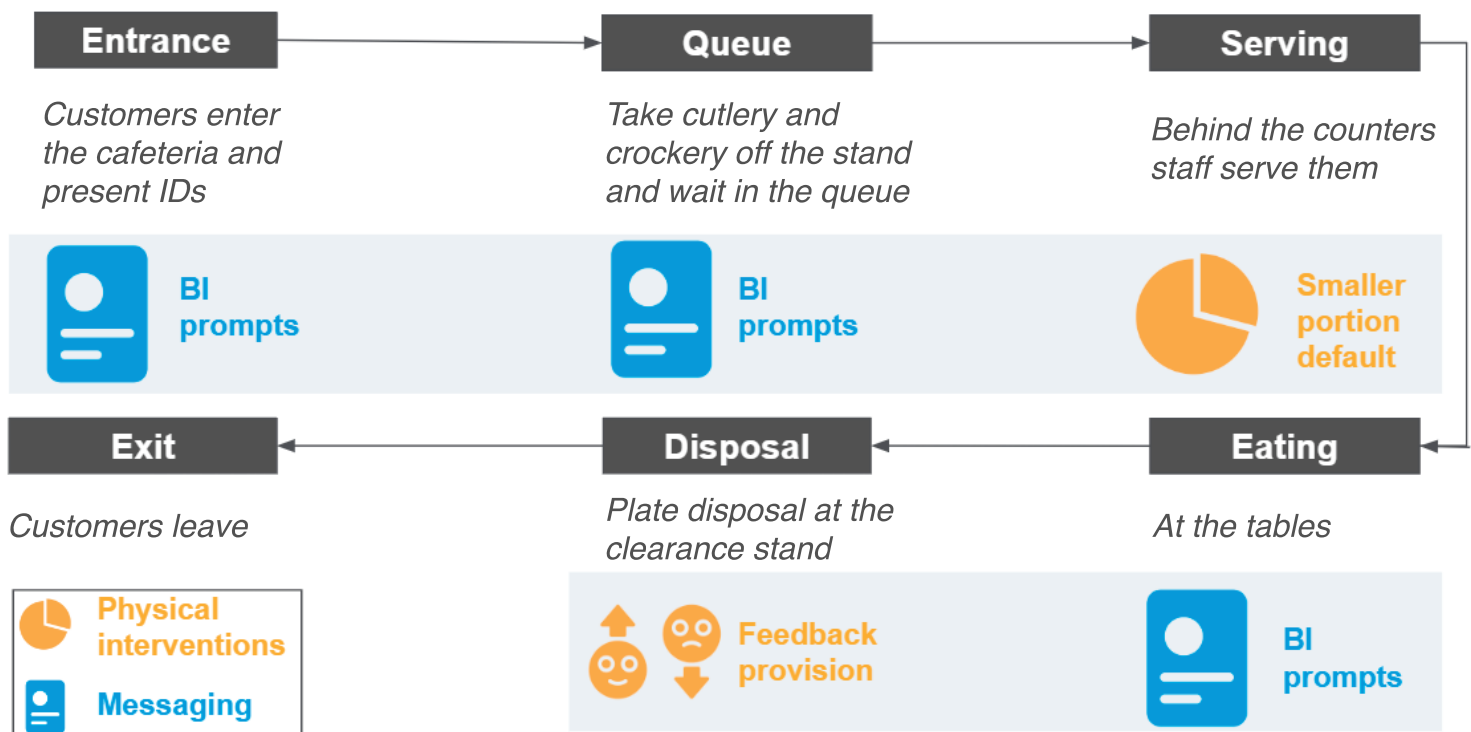 Entrance
Queue
Serving
Customers enter
the cafeteria and
present IDs
Take cutlery and
crockery off the stand
and wait in the queue
Behind the counters
staff serve them
BI
prompts
BI
prompts
Smaller
portion
default
Exit
Disposal
Eating
Customers leave
Plate disposal at the
clearance stand
At the tables
Physical
interventions
Messaging
Feedback
provision
BI
prompts